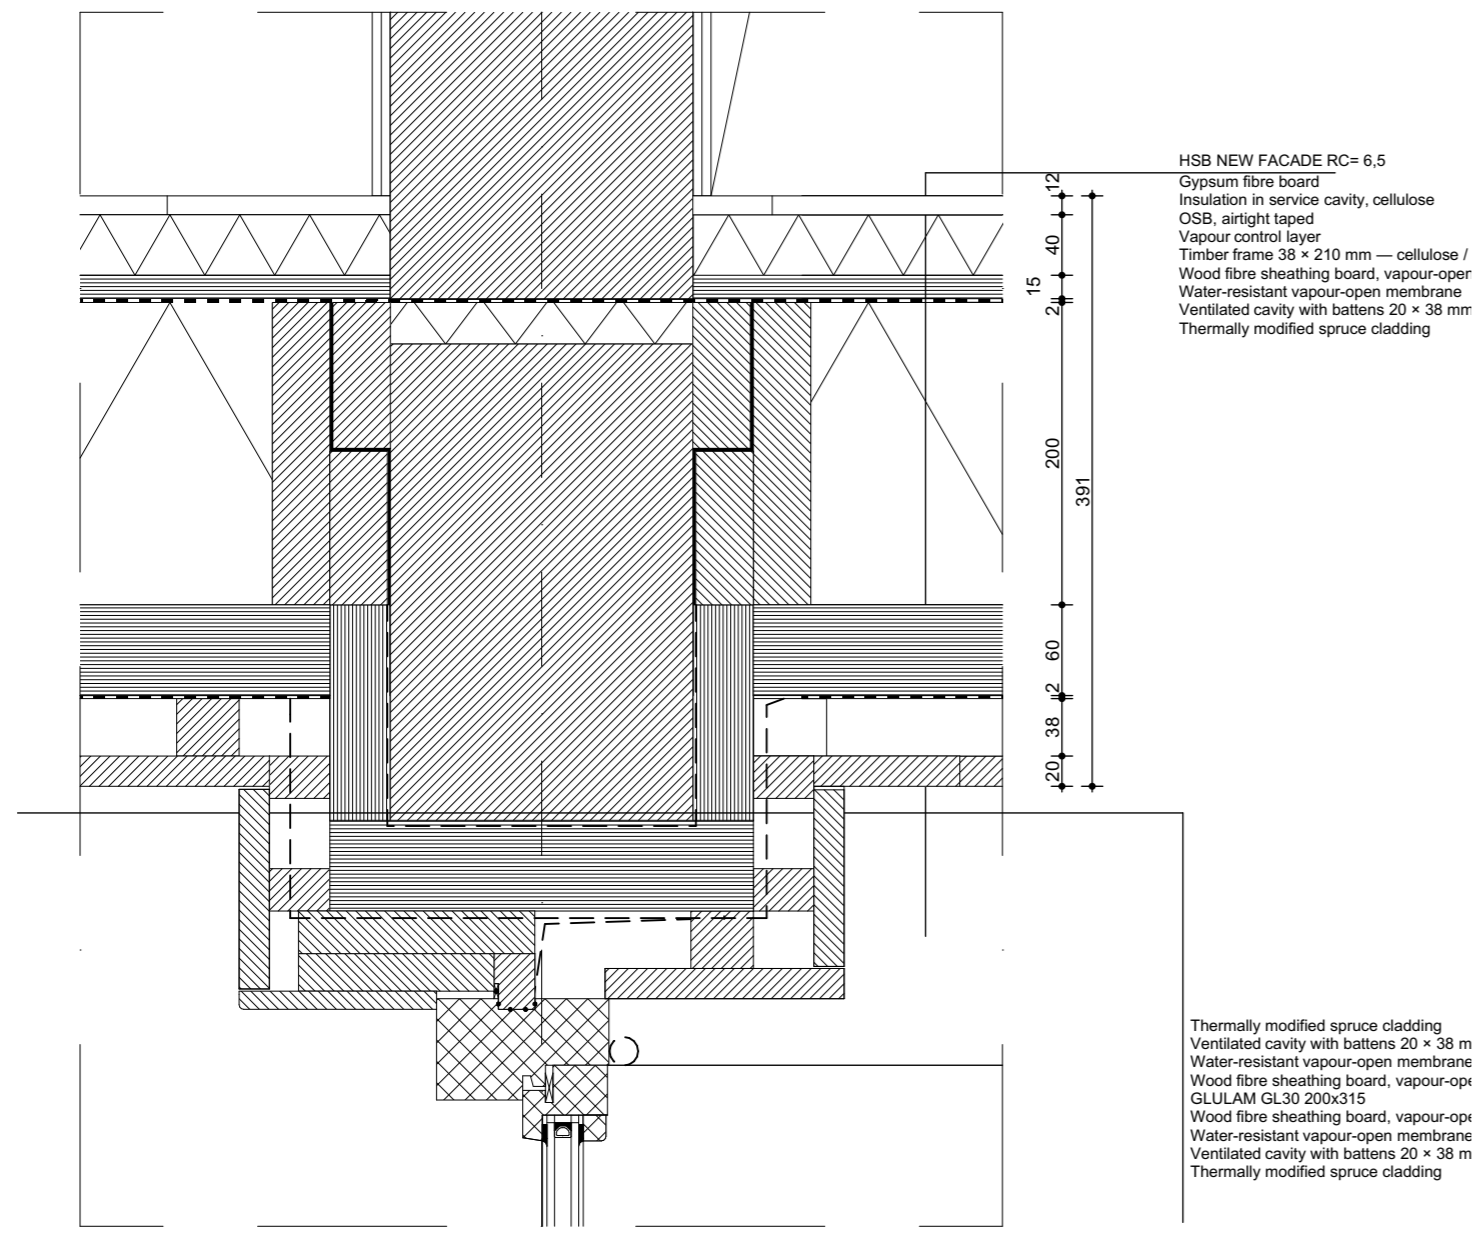 HSB NEW FACADE RC= 6,5
Gypsum fibre board
Insulation in service cavity, cellulose
OSB, airtight taped
Vapour control layer
Timber frame 38 × 210 mm — cellulose /
Wood fibre sheathing board, vapour-open
Water-resistant vapour-open membrane
Ventilated cavity with battens 20 × 38 mm
Thermally modified spruce cladding
12
40
15
2
200
391
60
2
38
20
Thermally modified spruce cladding
Ventilated cavity with battens 20 × 38 m
Water-resistant vapour-open membrane
Wood fibre sheathing board, vapour-ope
GLULAM GL30 200x315
Wood fibre sheathing board, vapour-ope
Water-resistant vapour-open membrane
Ventilated cavity with battens 20 × 38 m
Thermally modified spruce cladding